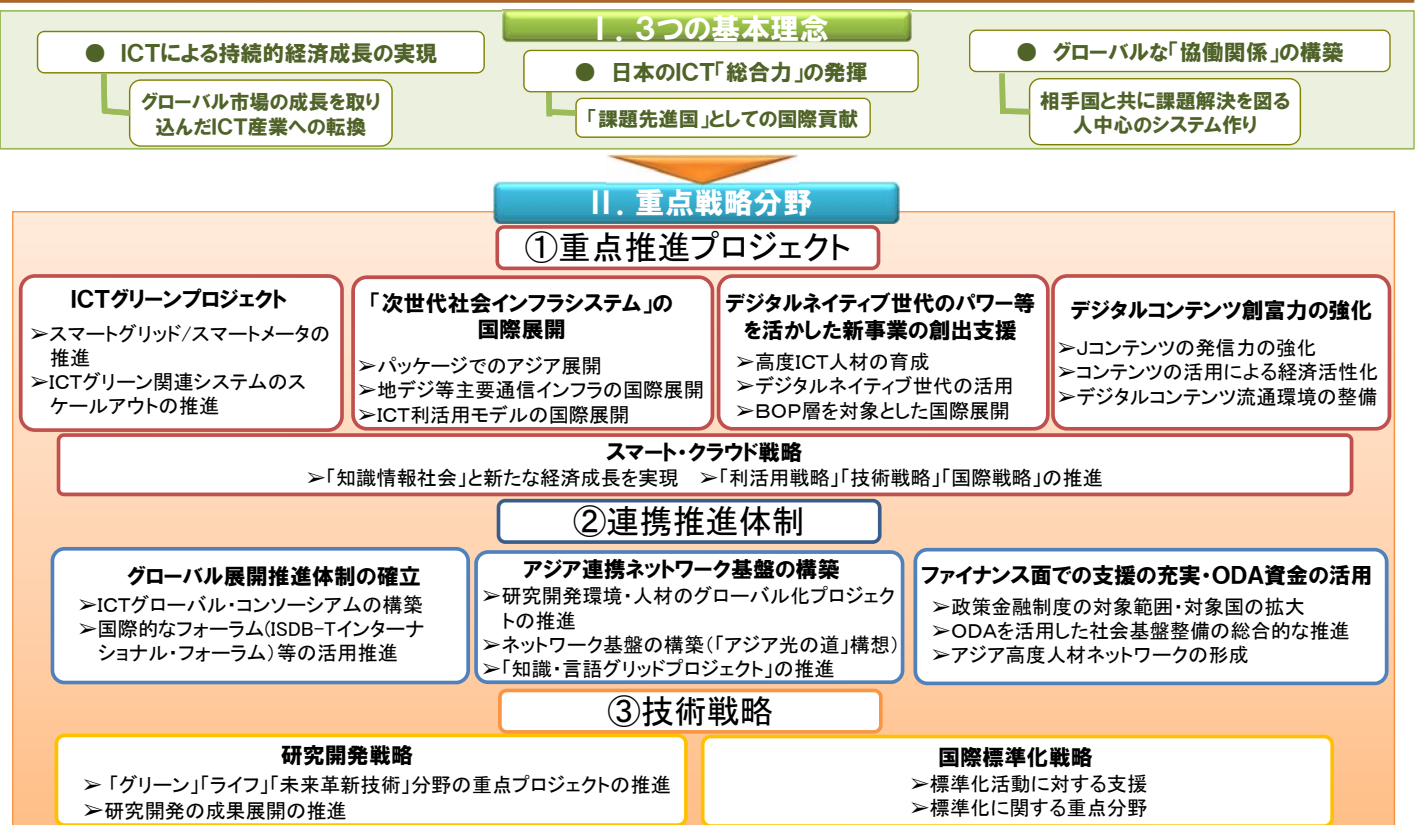 Ⅰ. 3つの基本理念
● ICTによる持続的経済成長の実現
グローバル市場の成長を取り
込んだICT産業への転換
● 日本のICT「総合力」の発揮
「課題先進国」としての国際貢献
● グローバルな「協働関係」の構築
相手国と共に課題解決を図る
人中心のシステム作り
Ⅱ. 重点戦略分野
①重点推進プロジェクト
ICTグリーンプロジェクト
➢スマートグリッド/スマートメータの
推進
➢ICTグリーン関連システムのス
ケールアウトの推進
「次世代社会インフラシステム」の
国際展開
➢パッケージでのアジア展開
➢地デジ等主要通信インフラの国際展開
➢ICT利活用モデルの国際展開
デジタルネイティブ世代のパワー等
を活かした新事業の創出支援
➢高度ICT人材の育成
➢デジタルネイティブ世代の活用
➢BOP層を対象とした国際展開
デジタルコンテンツ創富力の強化
➢Jコンテンツの発信力の強化
➢コンテンツの活用による経済活性化
➢デジタルコンテンツ流通環境の整備
スマート・クラウド戦略
➢「知識情報社会」と新たな経済成長を実現 ➢「利活用戦略」「技術戦略」「国際戦略」の推進
②連携推進体制
グローバル展開推進体制の確立
➢ICTグローバル・コンソーシアムの構築
➢国際的なフォーラム(ISDB-Tインターナ
ショナル・フォーラム)等の活用推進
アジア連携ネットワーク基盤の構築
➢研究開発環境・人材のグローバル化プロジェク
トの推進
➢ネットワーク基盤の構築(「アジア光の道」構想)
➢「知識・言語グリッドプロジェクト」の推進
ファイナンス面での支援の充実・ODA資金の活用
➢政策金融制度の対象範囲・対象国の拡大
➢ODAを活用した社会基盤整備の総合的な推進
➢アジア高度人材ネットワークの形成
③技術戦略
研究開発戦略
➢「グリーン」「ライフ」「未来革新技術」分野の重点プロジェクトの推進
➢研究開発の成果展開の推進
国際標準化戦略
➢標準化活動に対する支援
➢標準化に関する重点分野